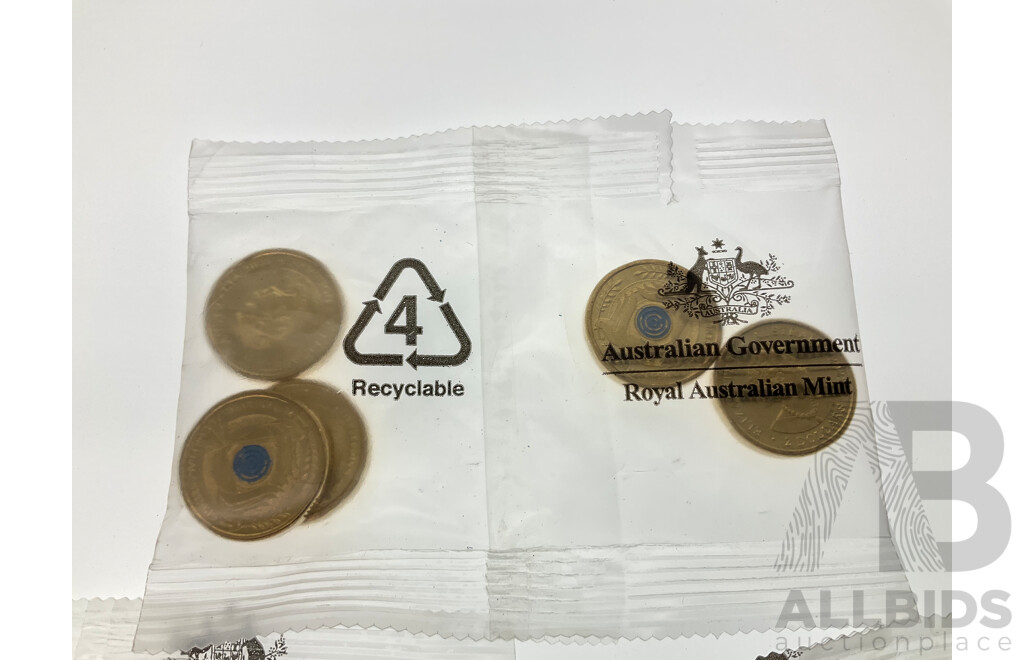 4
Recyclable
AUSTRALIA
Australian Government
Royal Australian Mint
ALLBIDS
auctionplace